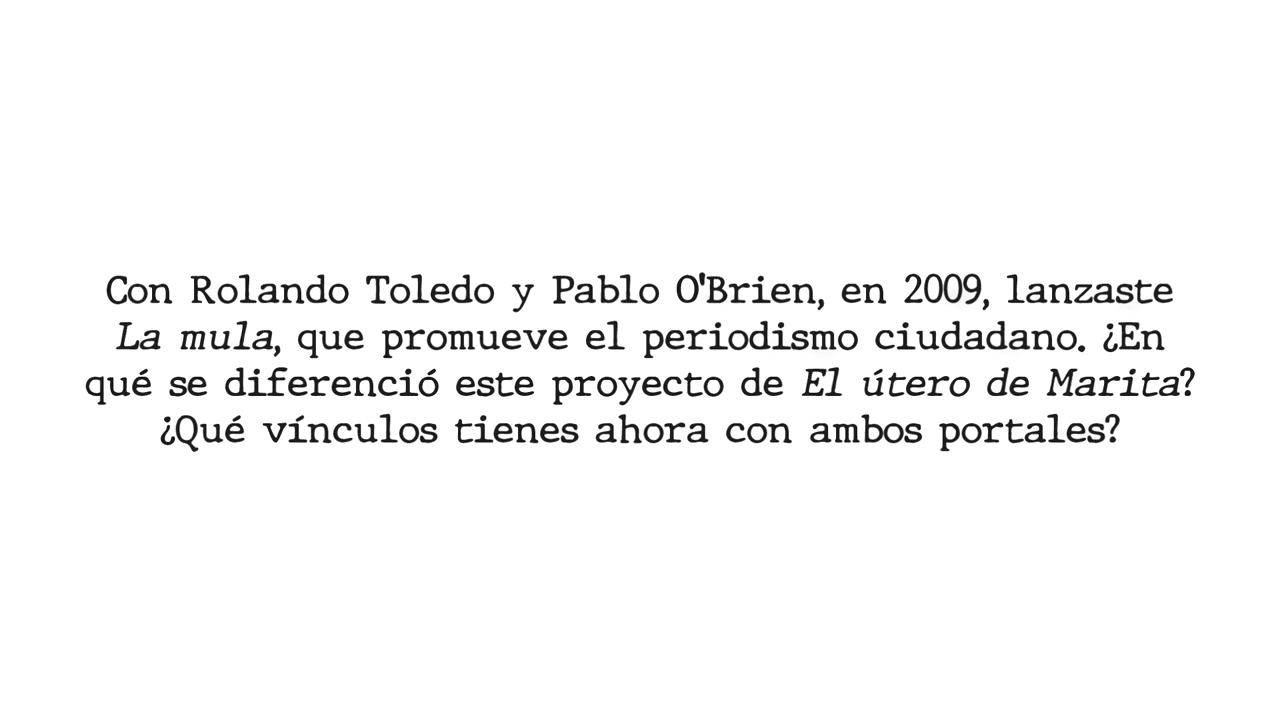 Con Rolando Toledo y Pablo O'Brien, en 2009, lanzaste
La mula, que promueve el periodismo ciudadano. ¿En
qué se diferenció este proyecto de El útero de Marita?
¿Qué vínculos tienes ahora con ambos portales?